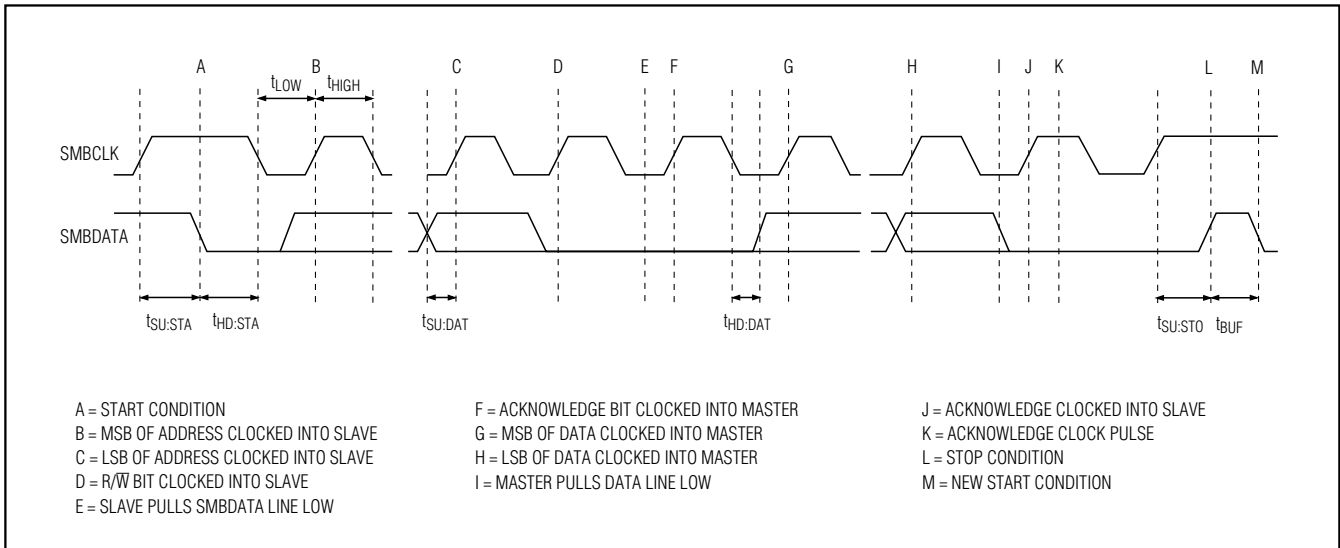 A B C D E F G H I J K L M
tLOW tHIGH
SMBCLK
SMBDATA
tSU:STA tHD:STA tSU:DAT tHD:DAT tSU:STO tBUF
A = START CONDITION
B = MSB OF ADDRESS CLOCKED INTO SLAVE
C = LSB OF ADDRESS CLOCKED INTO SLAVE
D = R/W̅ BIT CLOCKED INTO SLAVE
E = SLAVE PULLS SMBDATA LINE LOW
F = ACKNOWLEDGE BIT CLOCKED INTO MASTER
G = MSB OF DATA CLOCKED INTO MASTER
H = LSB OF DATA CLOCKED INTO MASTER
I = MASTER PULLS DATA LINE LOW
J = ACKNOWLEDGE CLOCKED INTO SLAVE
K = ACKNOWLEDGE CLOCK PULSE
L = STOP CONDITION
M = NEW START CONDITION